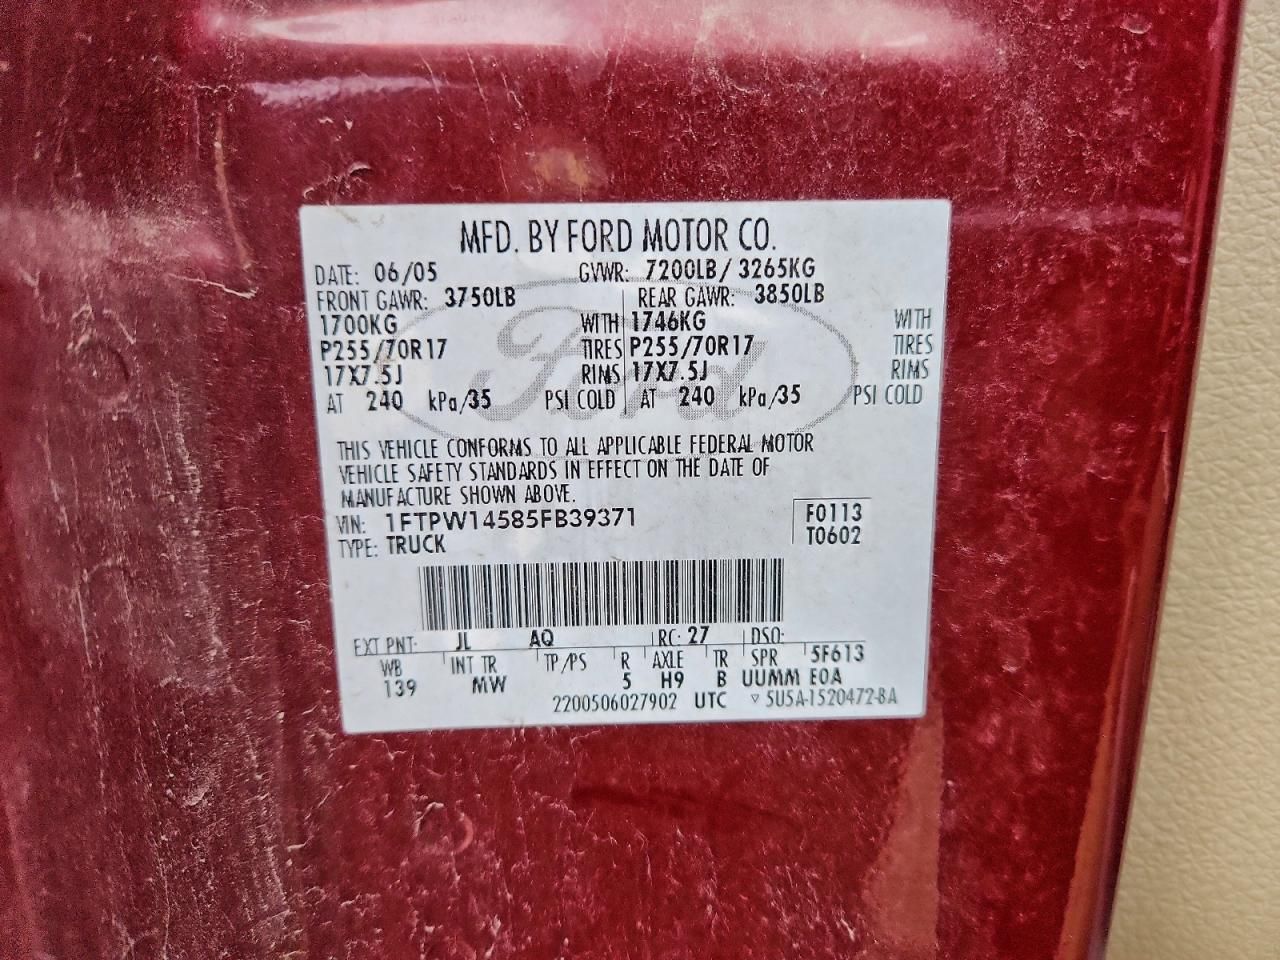 MFD. BY FORD MOTOR CO.
DATE: 06/05 GVWR: 7200LB/ 3265KG
FRONT GAWR: 3750LB REAR GAWR: 3850LB
1700KG WITH 1746KG WITH
P255/70R17 TIRES P255/70R17 TIRES
17X7.5J RIMS 17X7.5J RIMS
AT 240 kPa/35 PSI COLD AT 240 kPa/35 PSI COLD
Ford
THIS VEHICLE CONFORMS TO ALL APPLICABLE FEDERAL MOTOR
VEHICLE SAFETY STANDARDS IN EFFECT ON THE DATE OF
MANUFACTURE SHOWN ABOVE.
VIN: 1FTPW14585FB39371 F0113
TYPE: TRUCK T0602
EXT PNT: JL AQ RC: 27 DSO:
WB INT TR TP/PS R AXLE TR SPR 5F613
139 MW 5 H9 B UUMM EOA
2200506027902 UTC ▽ 5U5A-1520472-BA